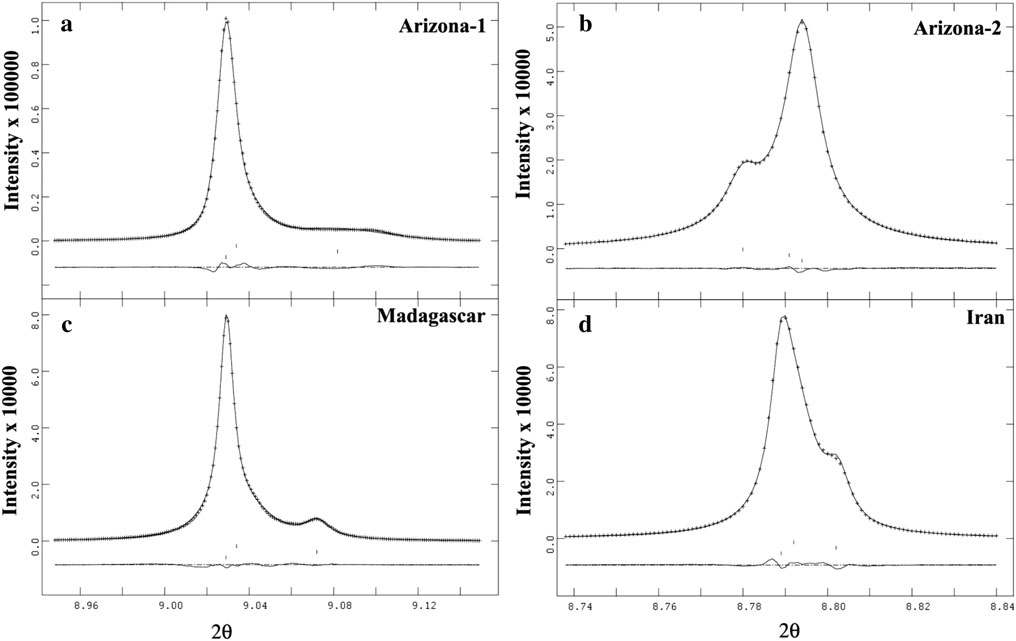 a
Arizona-1
Intensity x 100000
1.0
0.8
0.6
0.4
0.2
0.0
b
Arizona-2
Intensity x 100000
5.0
4.0
3.0
2.0
1.0
0.0
c
Madagascar
Intensity x 10000
8.0
6.0
4.0
2.0
0.0
8.96 9.00 9.04 9.08 9.12
2θ
d
Iran
Intensity x 10000
8.0
6.0
4.0
2.0
0.0
8.74 8.76 8.78 8.80 8.82 8.84
2θ